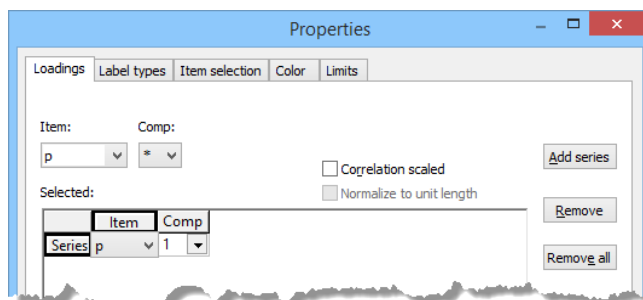 Properties
Loadings Label types Item selection Color Limits
Item: Comp:
p * Add series
Correlation scaled
Selected: Normalize to unit length
Item Comp Remove
Series p 1
Remove all